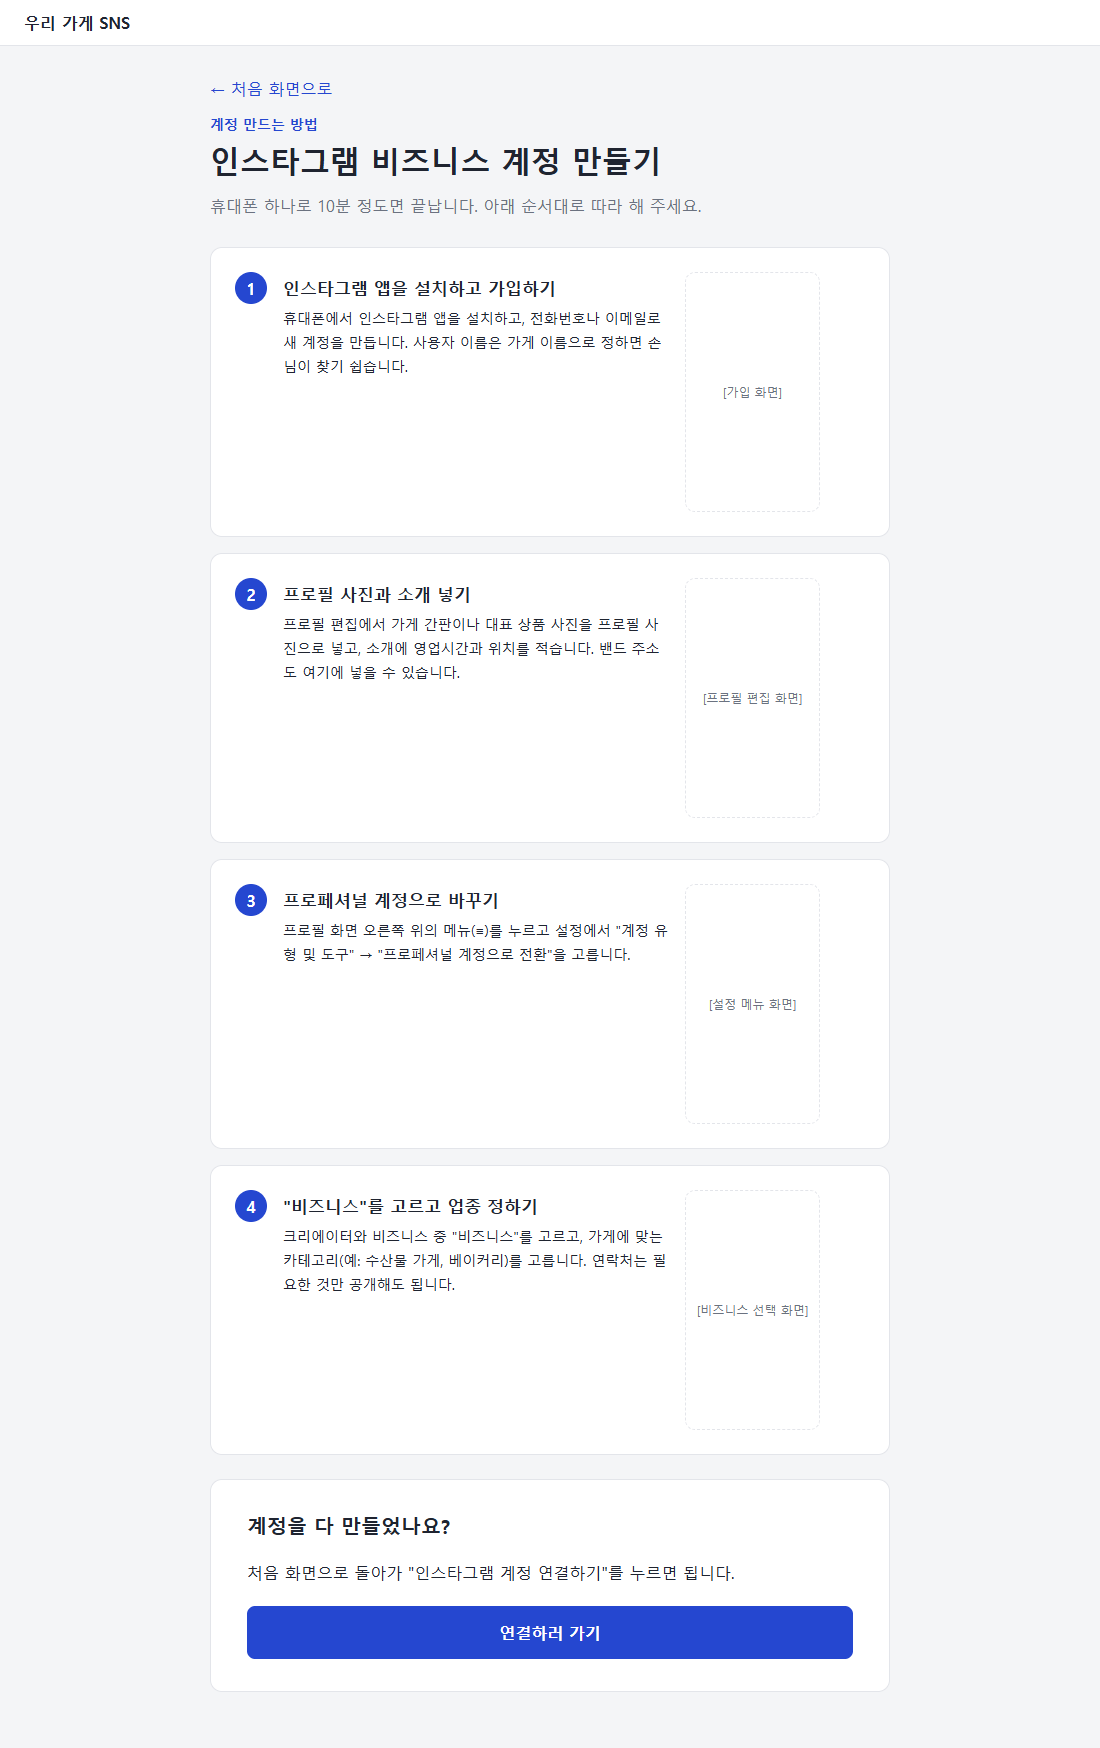 우리 가게 SNS
← 처음 화면으로
계정 만드는 방법
인스타그램 비즈니스 계정 만들기
휴대폰 하나로 10분 정도면 끝납니다. 아래 순서대로 따라 해 주세요.
1
인스타그램 앱을 설치하고 가입하기
휴대폰에서 인스타그램 앱을 설치하고, 전화번호나 이메일로
새 계정을 만듭니다. 사용자 이름은 가게 이름으로 정하면 손
님이 찾기 쉽습니다.
[가입 화면]
2
프로필 사진과 소개 넣기
프로필 편집에서 가게 간판이나 대표 상품 사진을 프로필 사
진으로 넣고, 소개에 영업시간과 위치를 적습니다. 밴드 주소
도 여기에 넣을 수 있습니다.
[프로필 편집 화면]
3
프로페셔널 계정으로 바꾸기
프로필 화면 오른쪽 위의 메뉴(≡)를 누르고 설정에서 "계정 유
형 및 도구" → "프로페셔널 계정으로 전환"을 고릅니다.
[설정 메뉴 화면]
4
"비즈니스"를 고르고 업종 정하기
크리에이터와 비즈니스 중 "비즈니스"를 고르고, 가게에 맞는
카테고리(예: 수산물 가게, 베이커리)를 고릅니다. 연락처는 필
요한 것만 공개해도 됩니다.
[비즈니스 선택 화면]
계정을 다 만들었나요?
처음 화면으로 돌아가 "인스타그램 계정 연결하기"를 누르면 됩니다.
연결하러 가기